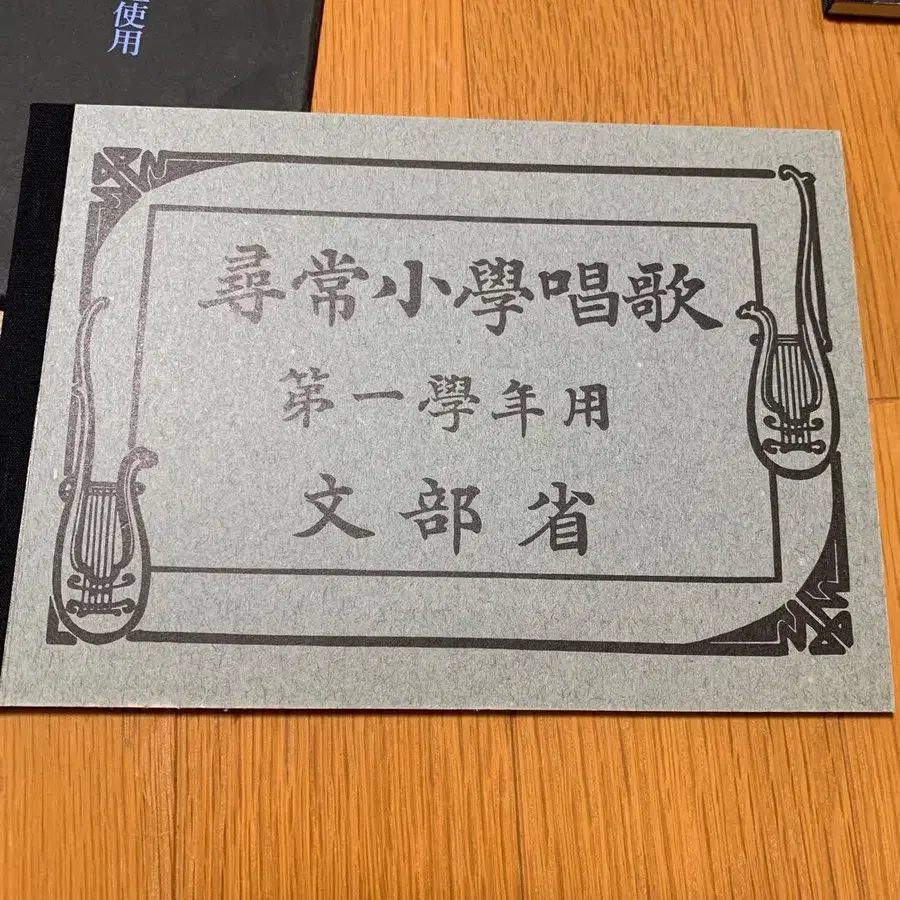 使用
尋常小學唱歌
第一學年用
文部省